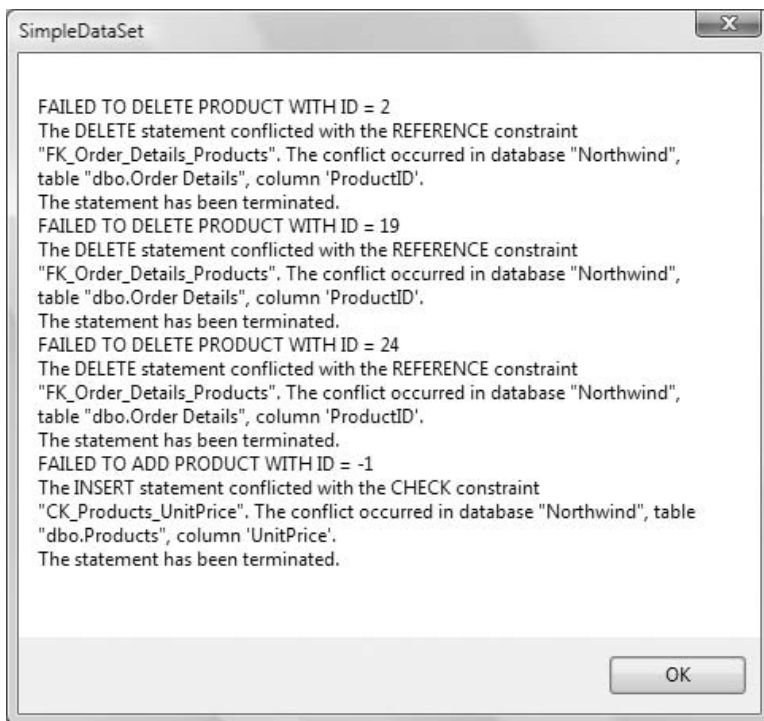 SimpleDataSet
FAILED TO DELETE PRODUCT WITH ID = 2
The DELETE statement conflicted with the REFERENCE constraint
"FK_Order_Details_Products". The conflict occurred in database "Northwind",
table "dbo.Order Details", column 'ProductID'.
The statement has been terminated.
FAILED TO DELETE PRODUCT WITH ID = 19
The DELETE statement conflicted with the REFERENCE constraint
"FK_Order_Details_Products". The conflict occurred in database "Northwind",
table "dbo.Order Details", column 'ProductID'.
The statement has been terminated.
FAILED TO DELETE PRODUCT WITH ID = 24
The DELETE statement conflicted with the REFERENCE constraint
"FK_Order_Details_Products". The conflict occurred in database "Northwind",
table "dbo.Order Details", column 'ProductID'.
The statement has been terminated.
FAILED TO ADD PRODUCT WITH ID = -1
The INSERT statement conflicted with the CHECK constraint
"CK_Products_UnitPrice". The conflict occurred in database "Northwind", table
"dbo.Products", column 'UnitPrice'.
The statement has been terminated.
OK